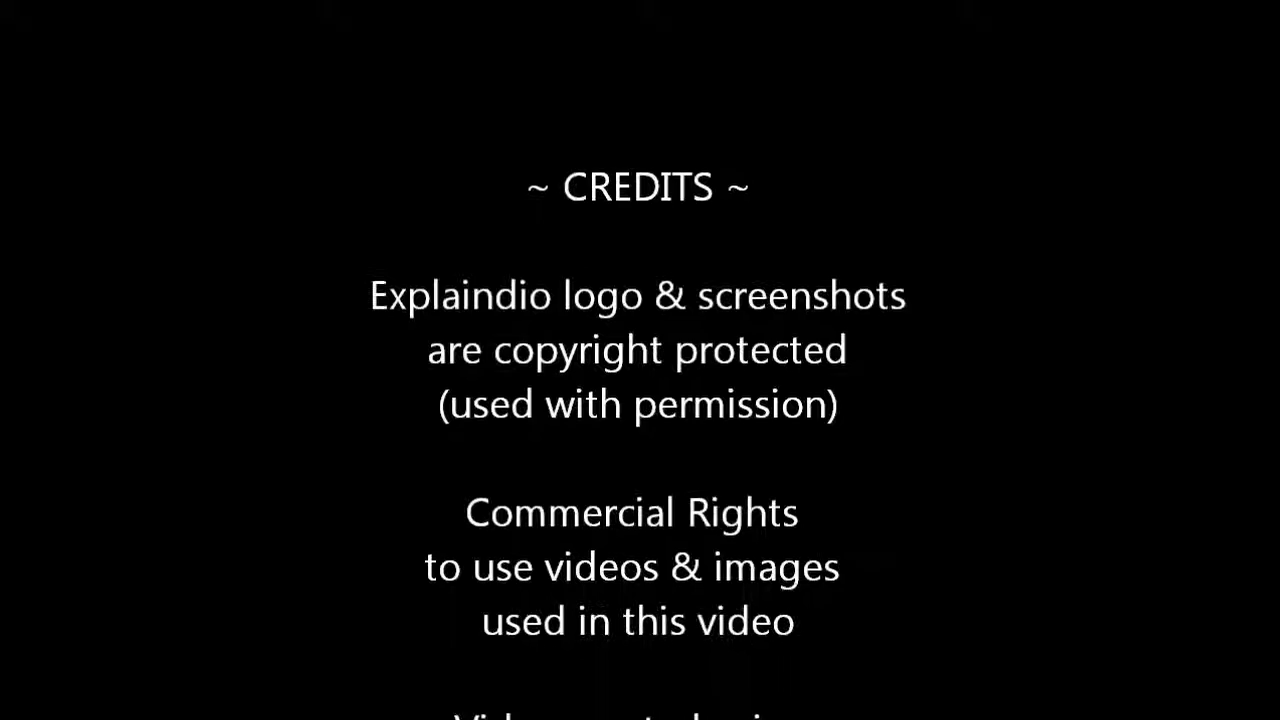 ~ CREDITS ~
Explaindio logo & screenshots
are copyright protected
(used with permission)
Commercial Rights
to use videos & images
used in this video